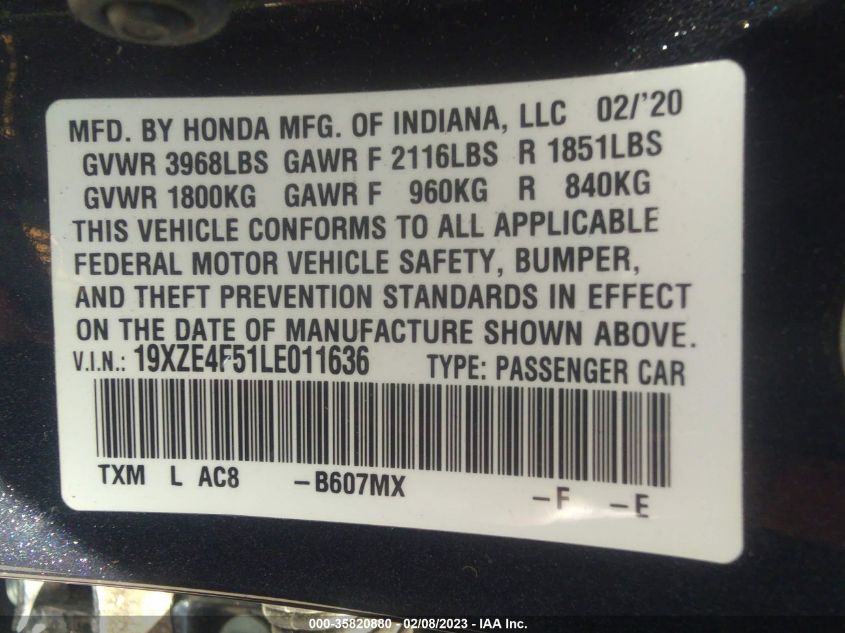 MFD. BY HONDA MFG. OF INDIANA, LLC 02/'20
GVWR 3968LBS GAWR F 2116LBS R 1851LBS
GVWR 1800KG GAWR F 960KG R 840KG
THIS VEHICLE CONFORMS TO ALL APPLICABLE
FEDERAL MOTOR VEHICLE SAFETY, BUMPER,
AND THEFT PREVENTION STANDARDS IN EFFECT
ON THE DATE OF MANUFACTURE SHOWN ABOVE.
V.I.N.: 19XZE4F51LE011636 TYPE: PASSENGER CAR
TXM L AC8 -B607MX -F -E
000-35820880 - 02/08/2023 - IAA Inc.